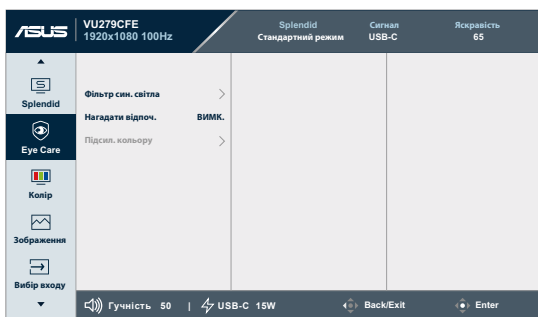 ASUS
VU279CFE
1920x1080 100Hz
Splendid
Стандартний режим
Сигнал
USB-C
Яскравість
65
Splendid
Eye Care
Колір
Зображення
Вибір входу
Фільтр син. світла
Нагадати відпоч. ВИМК.
Підсил. кольору
Гучність 50 | USB-C 15W Back/Exit Enter